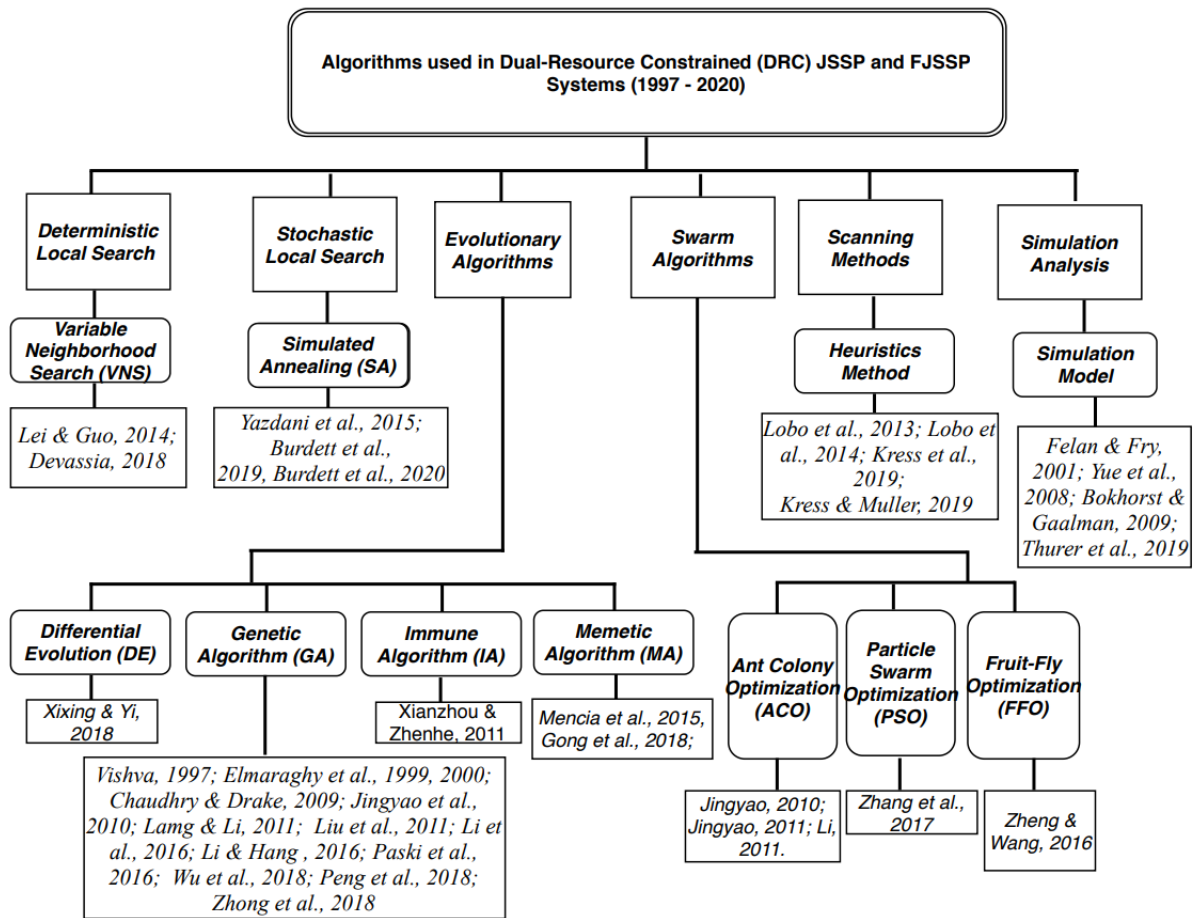 Algorithms used in Dual-Resource Constrained (DRC) JSSP and FJSSP
Systems (1997 - 2020)
Deterministic
Local Search
Stochastic
Local Search
Evolutionary
Algorithms
Swarm
Algorithms
Scanning
Methods
Simulation
Analysis
Variable
Neighborhood
Search (VNS)
Simulated
Annealing (SA)
Heuristics
Method
Simulation
Model
Lei & Guo, 2014;
Devassia, 2018
Yazdani et al., 2015;
Burdett et al.,
2019, Burdett et al., 2020
Lobo et al., 2013; Lobo et
al., 2014; Kress et al.,
2019;
Kress & Muller, 2019
Felan & Fry,
2001; Yue et al.,
2008; Bokhorst &
Gaalman, 2009;
Thurer et al., 2019
Differential
Evolution (DE)
Genetic
Algorithm (GA)
Immune
Algorithm (IA)
Memetic
Algorithm (MA)
Ant Colony
Optimization
(ACO)
Particle
Swarm
Optimization
(PSO)
Fruit-Fly
Optimization
(FFO)
Xixing & Yi,
2018
Xianzhou &
Zhenhe, 2011
Mencia et al., 2015,
Gong et al., 2018;
Vishva, 1997; Elmaraghy et al., 1999, 2000;
Chaudhry & Drake, 2009; Jingyao et al.,
2010; Lamg & Li, 2011; Liu et al., 2011; Li et
al., 2016; Li & Hang , 2016; Paski et al.,
2016; Wu et al., 2018; Peng et al., 2018;
Zhong et al., 2018
Jingyao, 2010;
Jingyao, 2011; Li,
2011.
Zhang et al.,
2017
Zheng &
Wang, 2016